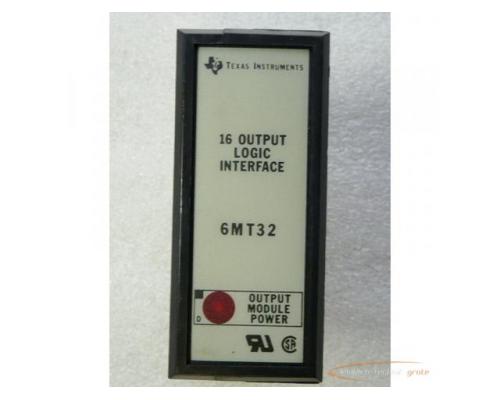 TEXAS INSTRUMENTS
16 OUTPUT
LOGIC
INTERFACE
6MT32
D
OUTPUT
MODULE
POWER